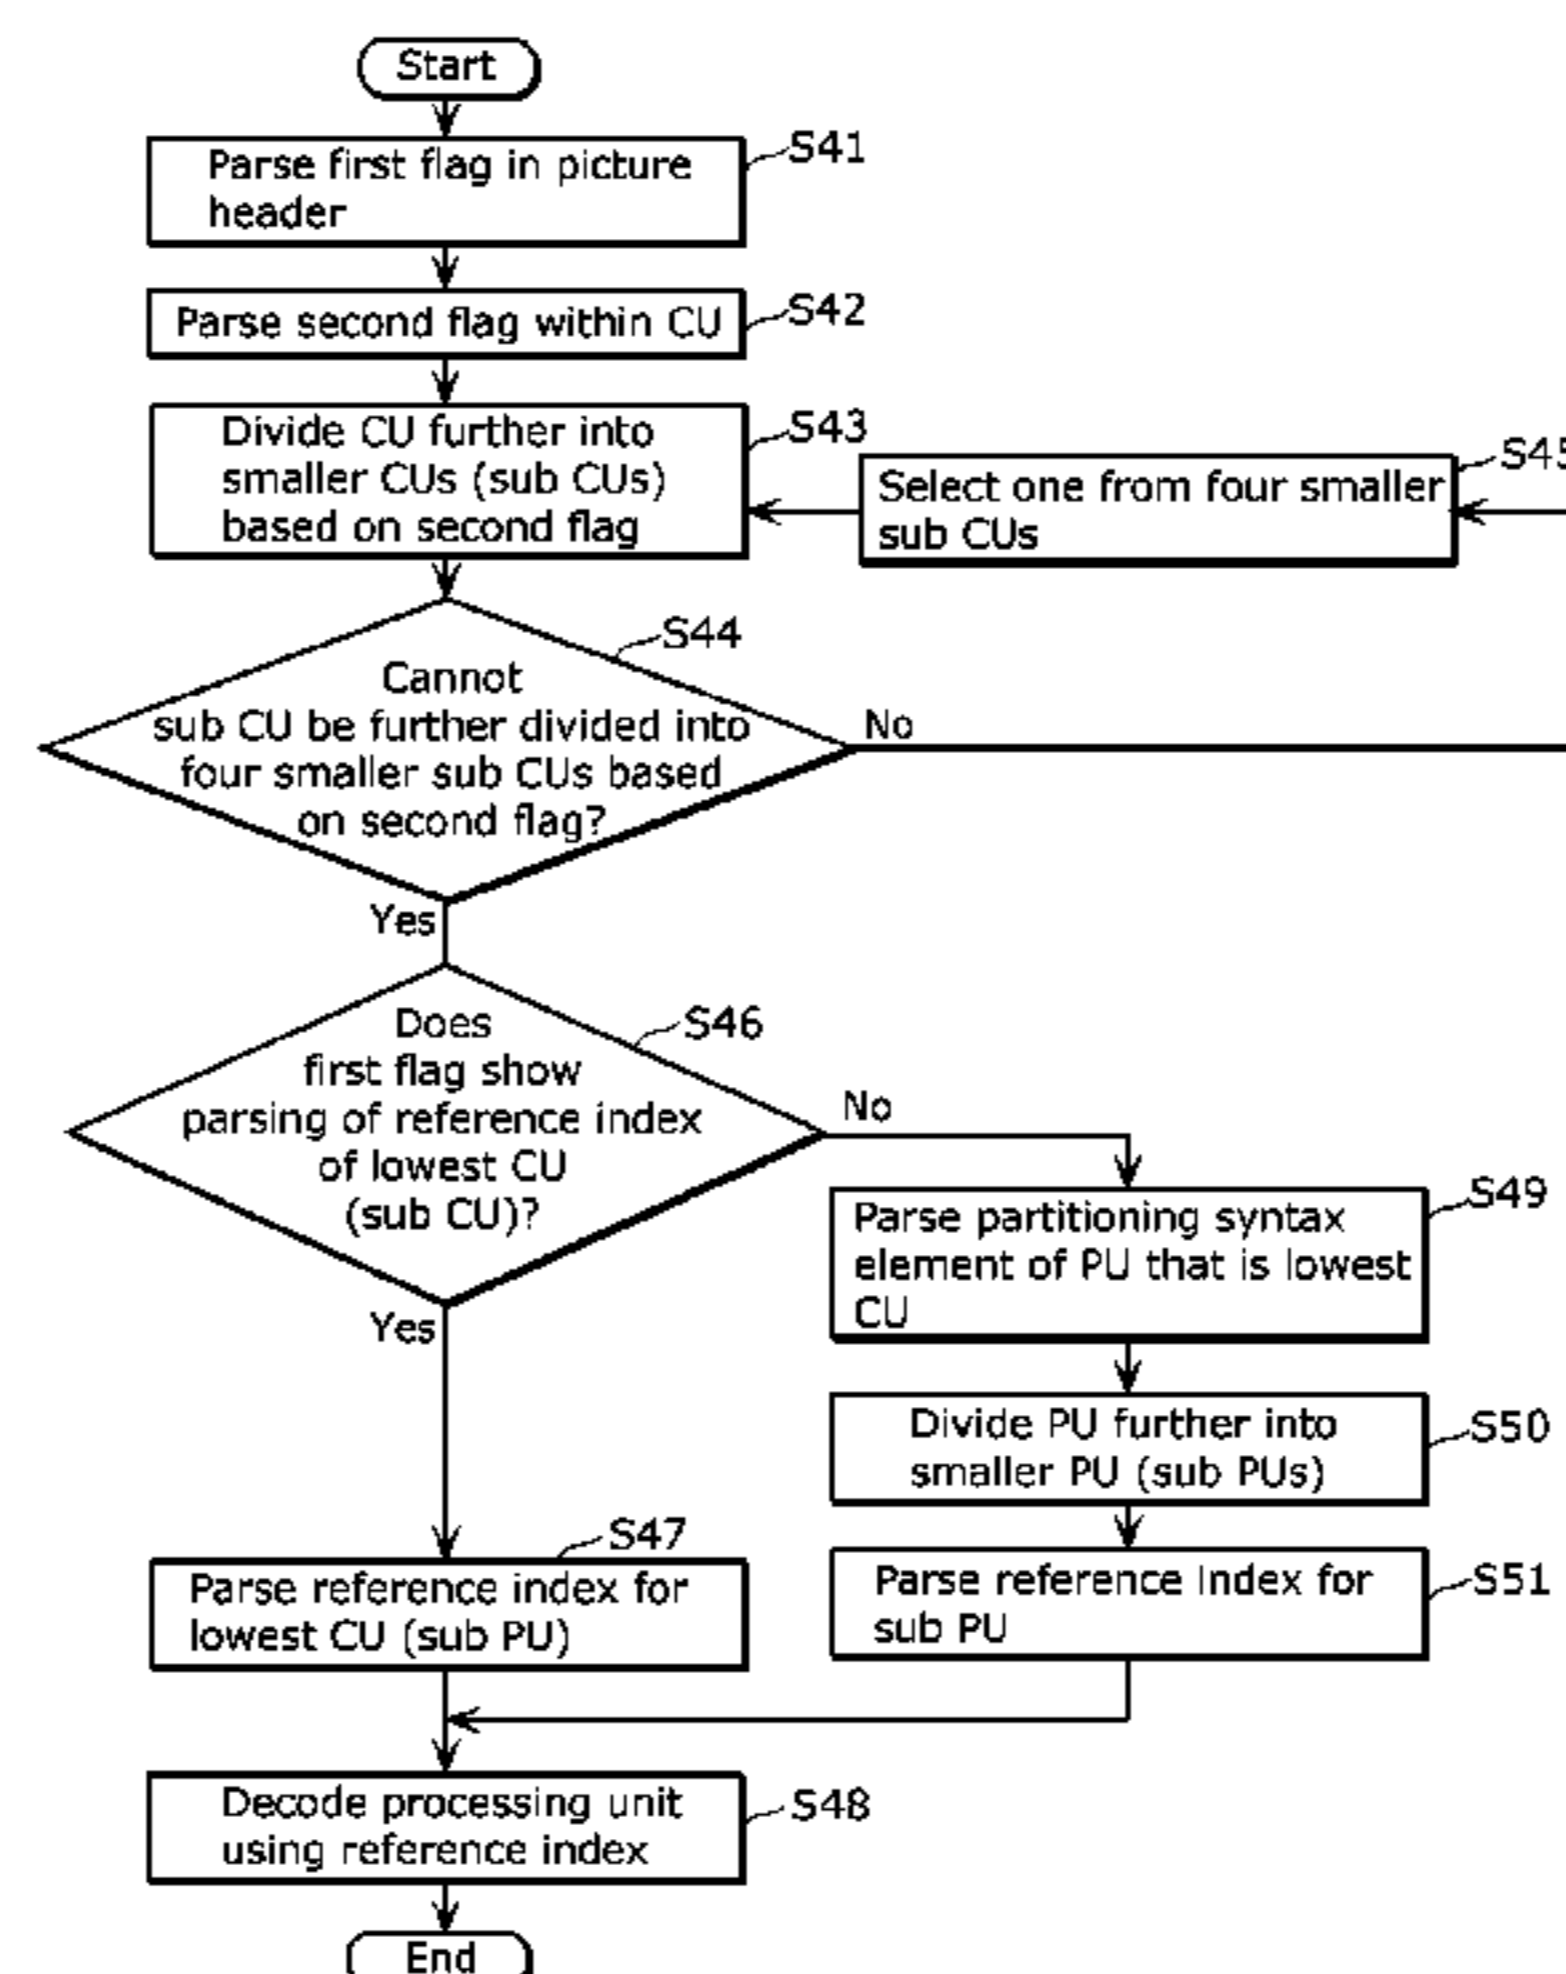 Start
Parse first flag in picture
header
S41
Parse second flag within CU
S42
Divide CU further into
smaller CUs (sub CUs)
based on second flag
S43
Select one from four smaller
sub CUs
S45
Cannot
sub CU be further divided into
four smaller sub CUs based
on second flag?
S44
No
Yes
Does
first flag show
parsing of reference index
of lowest CU
(sub CU)?
S46
No
Yes
Parse partitioning syntax
element of PU that is lowest
CU
S49
Divide PU further into
smaller PU (sub PUs)
S50
Parse reference index for
lowest CU (sub PU)
S47
Parse reference index for
sub PU
S51
Decode processing unit
using reference index
S48
End